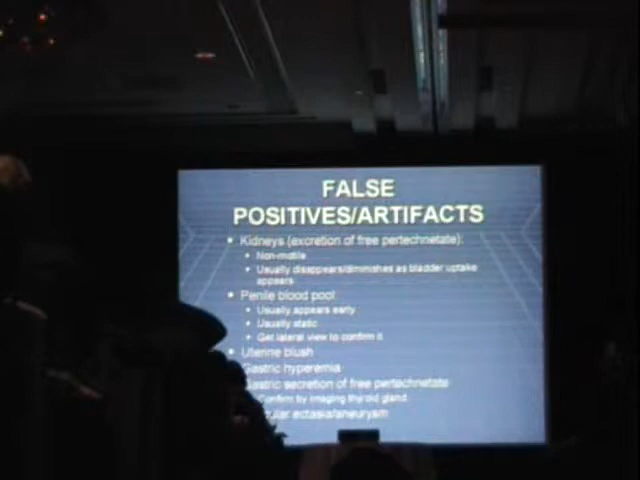 FALSE
POSITIVES/ARTIFACTS
Kidneys (excretion of free pertechnetate):
Non-motile
Usually disappears/diminishes as bladder uptake
appears
Penile blood pool
Usually appears early
Usually static
Get lateral view to confirm it
Uterine blush
Gastric hyperemia
Gastric secretion of free pertechnetate
Confirm by imaging thyroid gland
ectasia/aneurysm